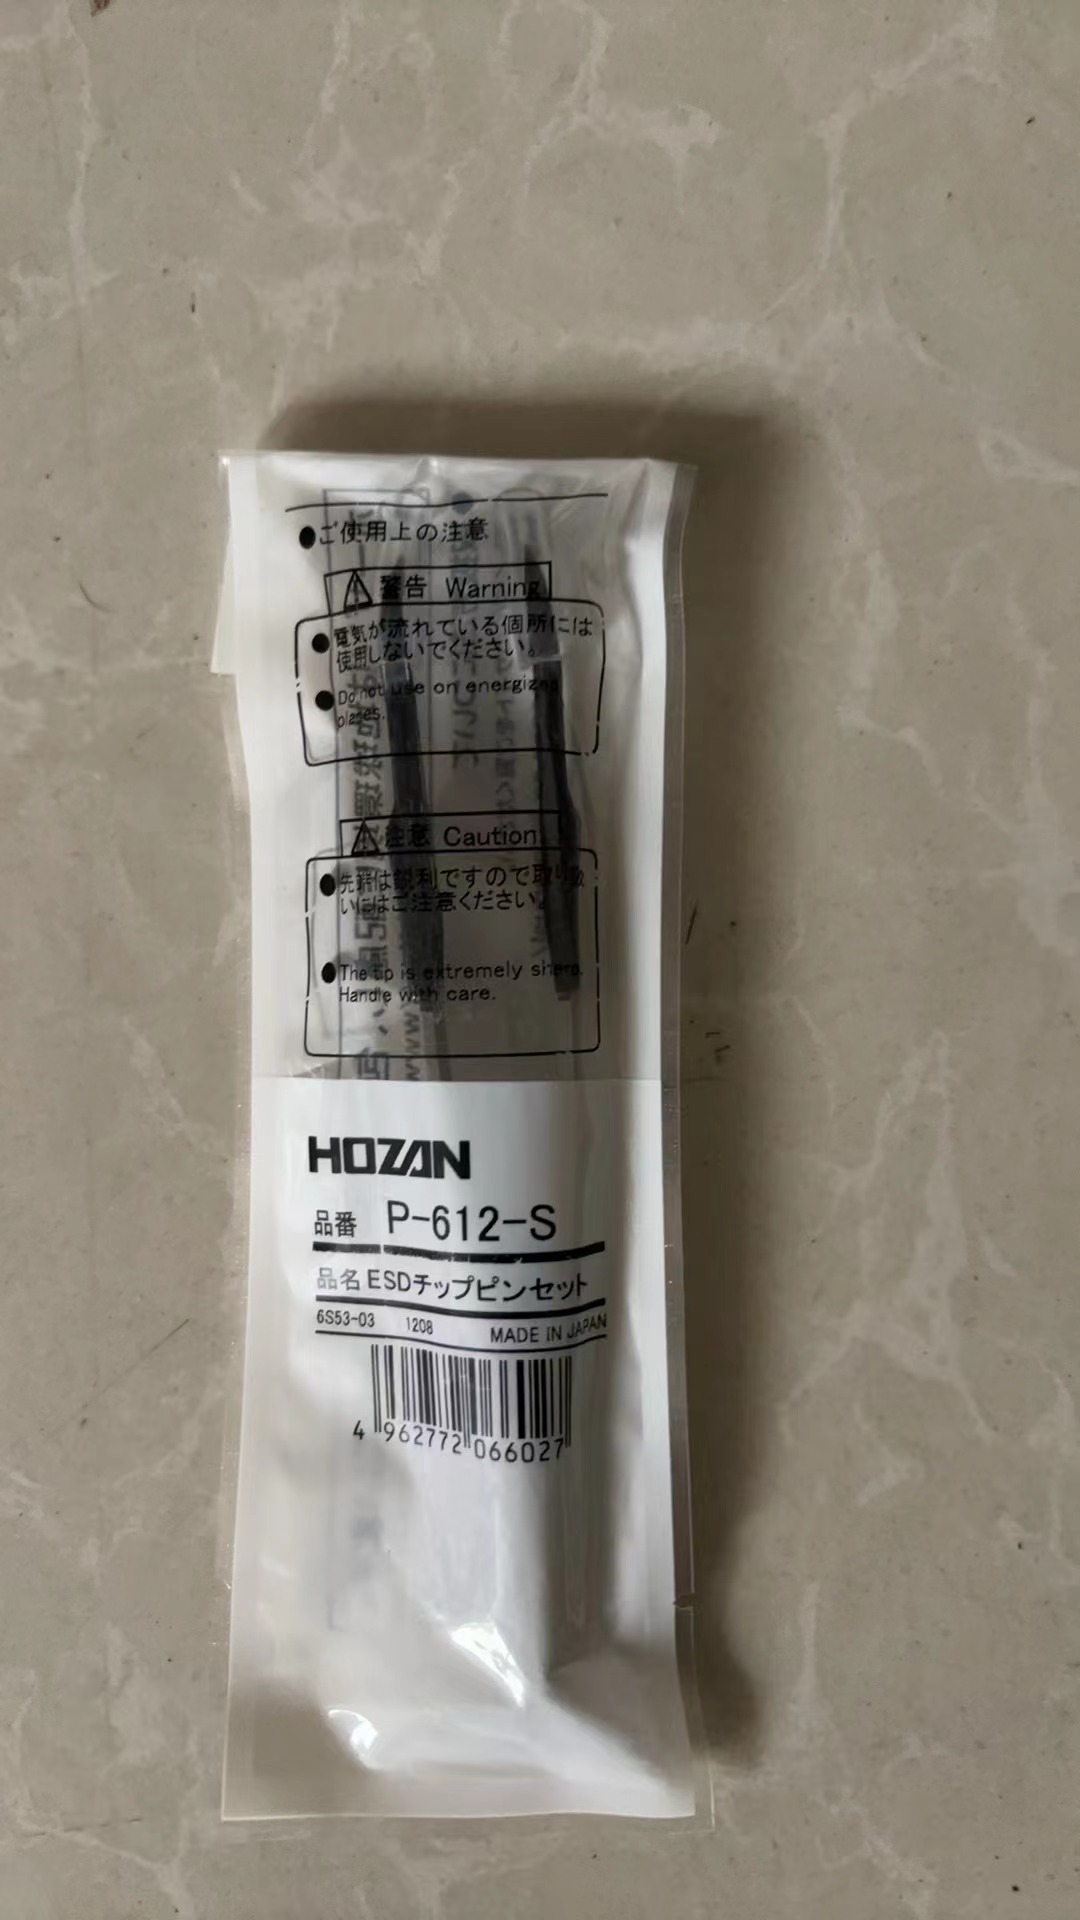 ●ご使用上の注意
⚠警告 Warning
●電気が流れている個所には
使用しないでください。
●Do not use on energized
places.
⚠注意 Caution
●先端は鋭利ですので取り扱
いにはご注意ください。
●The tip is extremely sharp.
Handle with care.
HOZAN
品番 P-612-S
品名 ESDチップピンセット
6S53-03 1208 MADE IN JAPAN
4 962772 066027